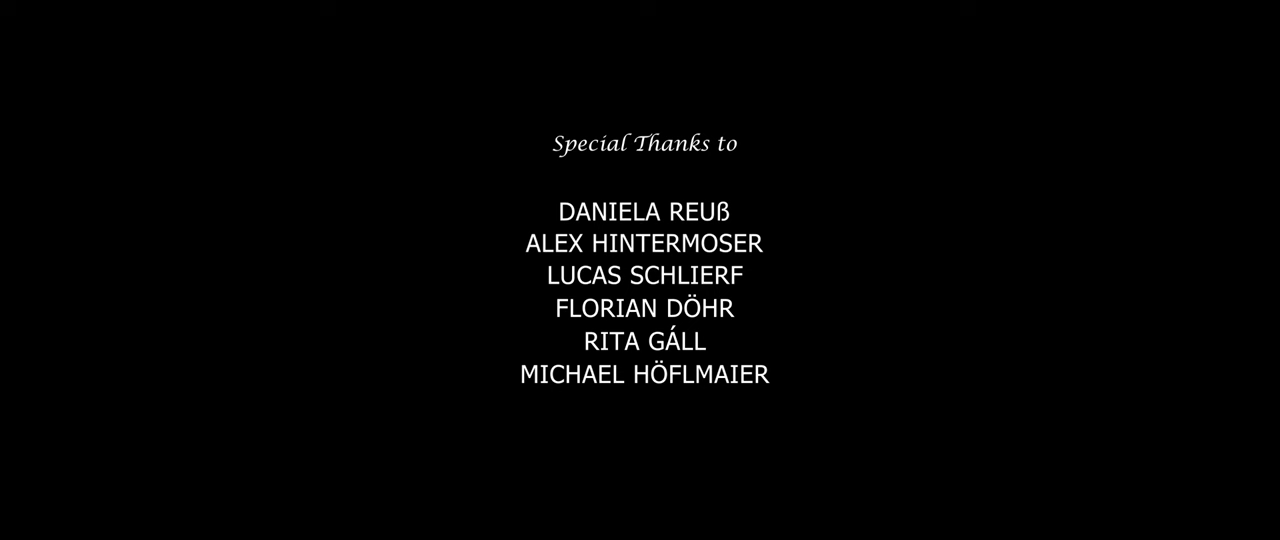 Special Thanks to
DANIELA REUß
ALEX HINTERMOSER
LUCAS SCHLIERF
FLORIAN DÖHR
RITA GÁLL
MICHAEL HÖFLMAIER